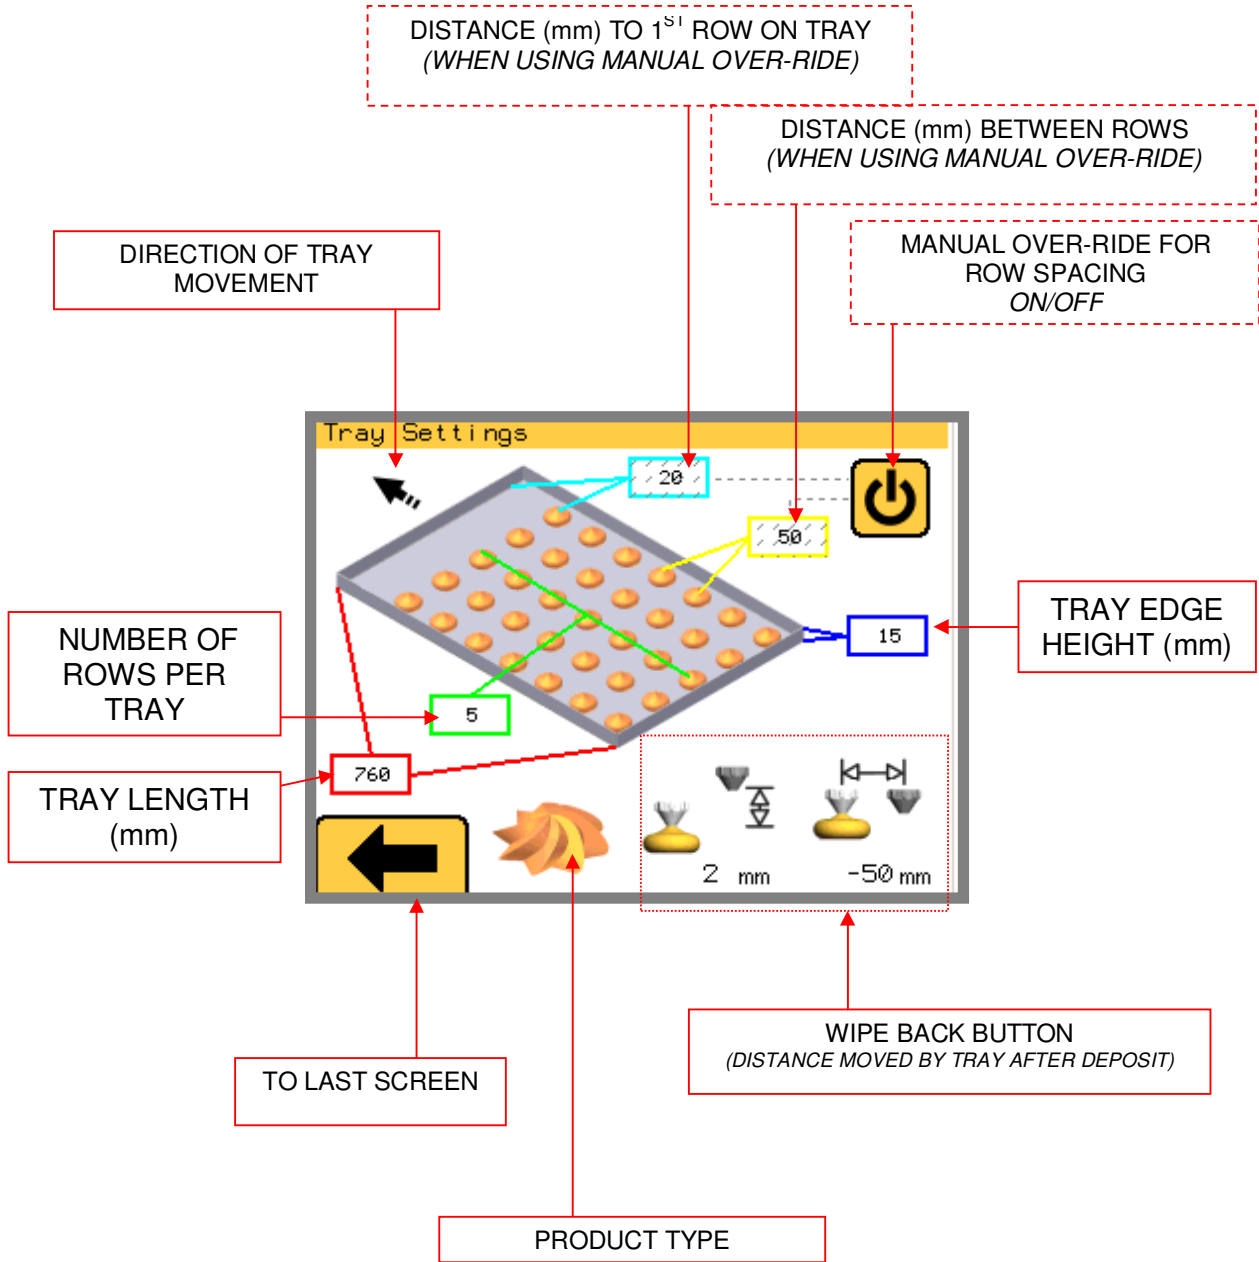 DISTANCE (mm) TO 1ST ROW ON TRAY
(WHEN USING MANUAL OVER-RIDE)
DISTANCE (mm) BETWEEN ROWS
(WHEN USING MANUAL OVER-RIDE)
DIRECTION OF TRAY
MOVEMENT
MANUAL OVER-RIDE FOR
ROW SPACING
ON/OFF
Tray Settings
20
50
15
TRAY EDGE
HEIGHT (mm)
NUMBER OF
ROWS PER
TRAY
5
760
TRAY LENGTH
(mm)
2 mm
-50 mm
WIPE BACK BUTTON
(DISTANCE MOVED BY TRAY AFTER DEPOSIT)
TO LAST SCREEN
PRODUCT TYPE